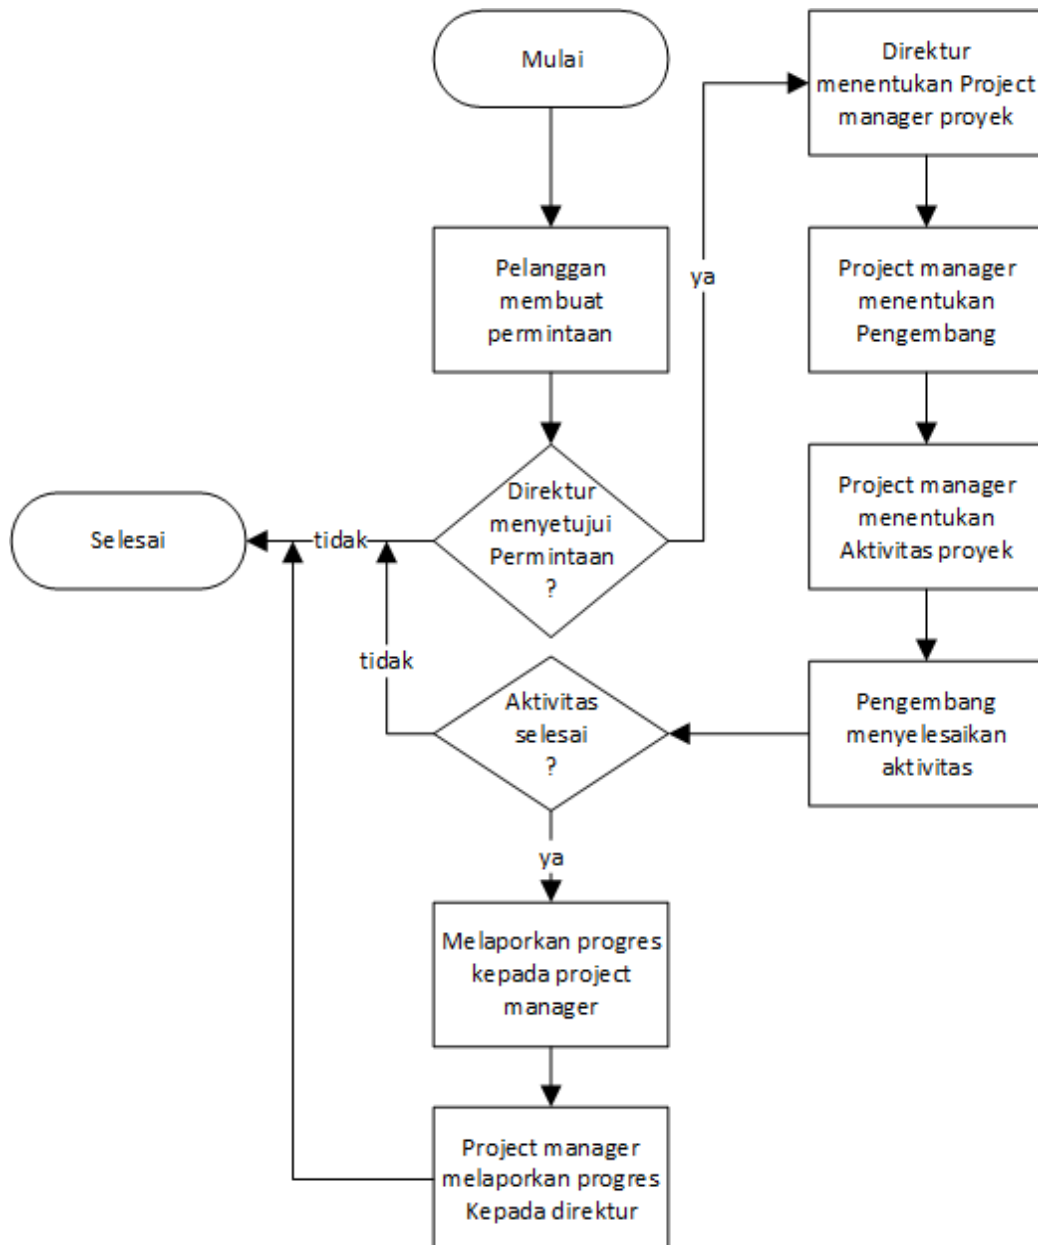 Mulai
Pelanggan
membuat
permintaan
Direktur
menyetujui
Permintaan
?
tidak
Selesai
ya
Direktur
menentukan Project
manager proyek
Project manager
menentukan
Pengembang
Project manager
menentukan
Aktivitas proyek
Pengembang
menyelesaikan
aktivitas
Aktivitas
selesai
?
tidak
ya
Melaporkan progres
kepada project
manager
Project manager
melaporkan progres
Kepada direktur